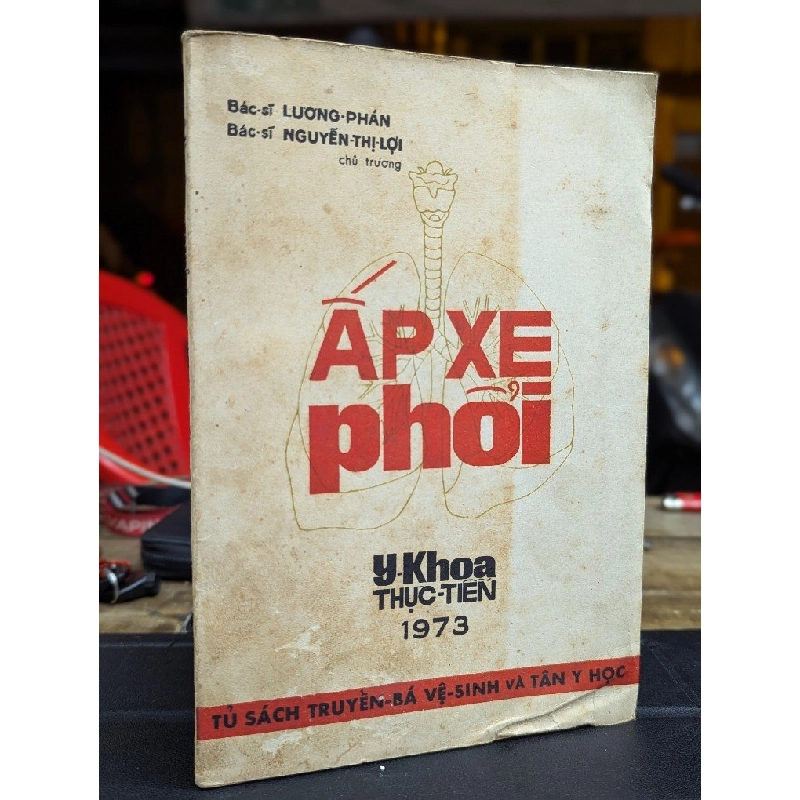 Bác-sĩ LƯƠNG-PHÁN
Bác-sĩ NGUYỄN-THỊ-LỢI
chủ trương
ÁP XE
phổi
Y-Khoa
THỰC-TIỄN
1973
TỦ SÁCH TRUYỀN-BÁ VỆ-SINH VÀ TÂN Y HỌC